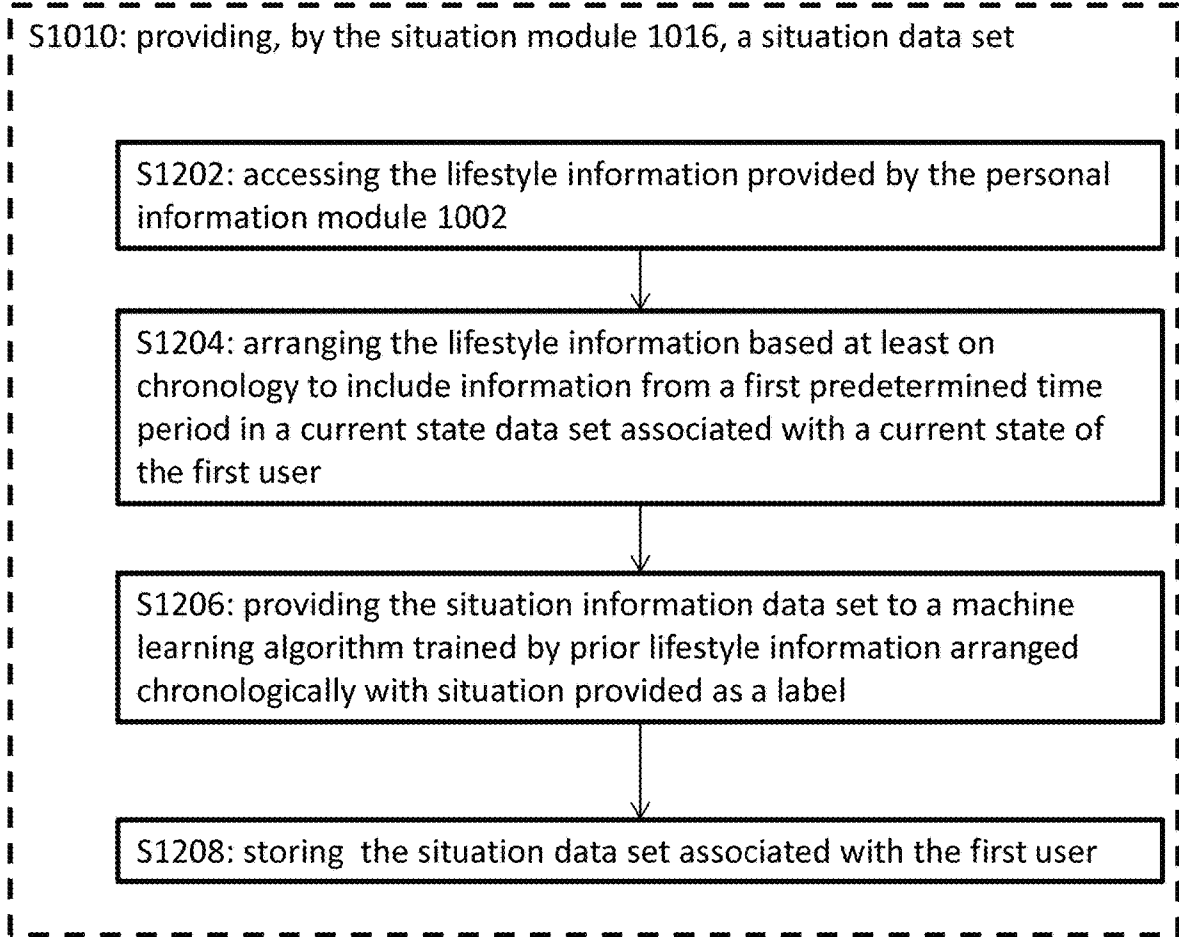 S1010: providing, by the situation module 1016, a situation data set
S1202: accessing the lifestyle information provided by the personal
information module 1002
S1204: arranging the lifestyle information based at least on
chronology to include information from a first predetermined time
period in a current state data set associated with a current state of
the first user
S1206: providing the situation information data set to a machine
learning algorithm trained by prior lifestyle information arranged
chronologically with situation provided as a label
S1208: storing  the situation data set associated with the first user